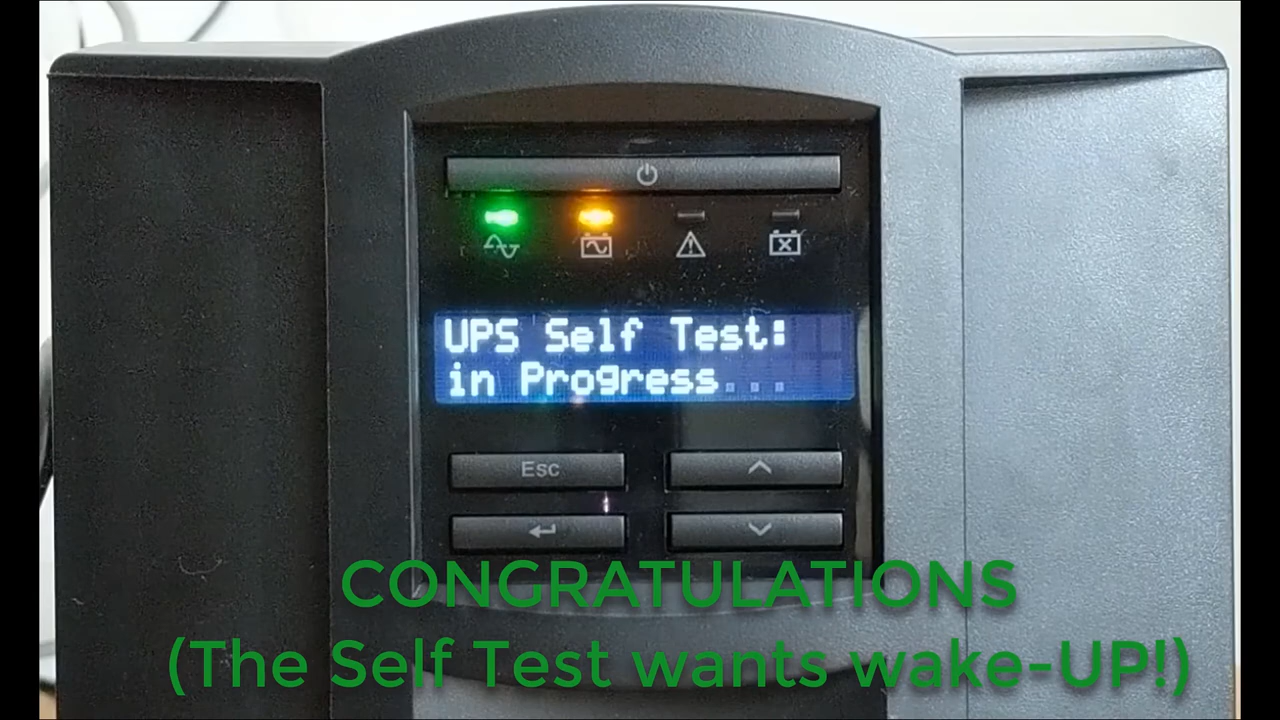 UPS Self Test:
in Progress...
Esc
CONGRATULATIONS
(The Self Test wants wake-UP!)